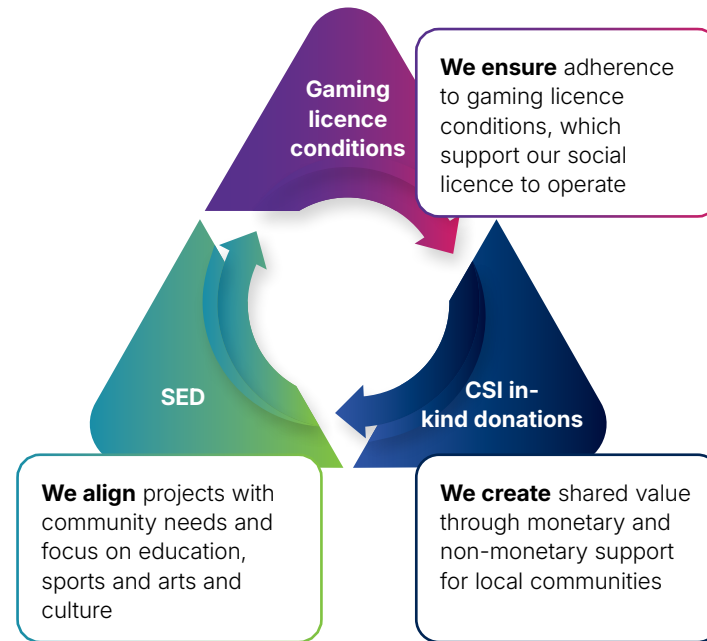 Gaming
licence
conditions
We ensure adherence
to gaming licence
conditions, which
support our social
licence to operate
SED
CSI in-
kind donations
We align projects with
community needs and
focus on education,
sports and arts and
culture
We create shared value
through monetary and
non-monetary support
for local communities